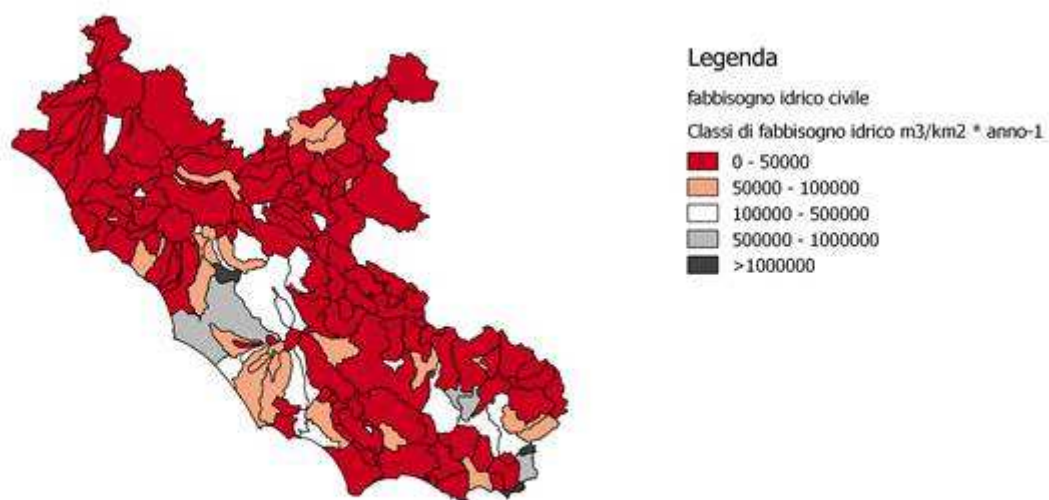 Legenda
fabbisogno idrico civile
Classi di fabbisogno idrico m3/km2 * anno-1
0 - 50000
50000 - 100000
100000 - 500000
500000 - 1000000
>1000000